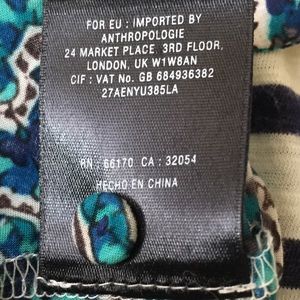 FOR EU : IMPORTED BY
ANTHROPOLOGIE
24 MARKET PLACE. 3RD FLOOR,
LONDON, UK W1W8AN
CIF : VAT No. GB 684936382
27AENYU385LA
RN : 66170 CA : 32054
HECHO EN CHINA